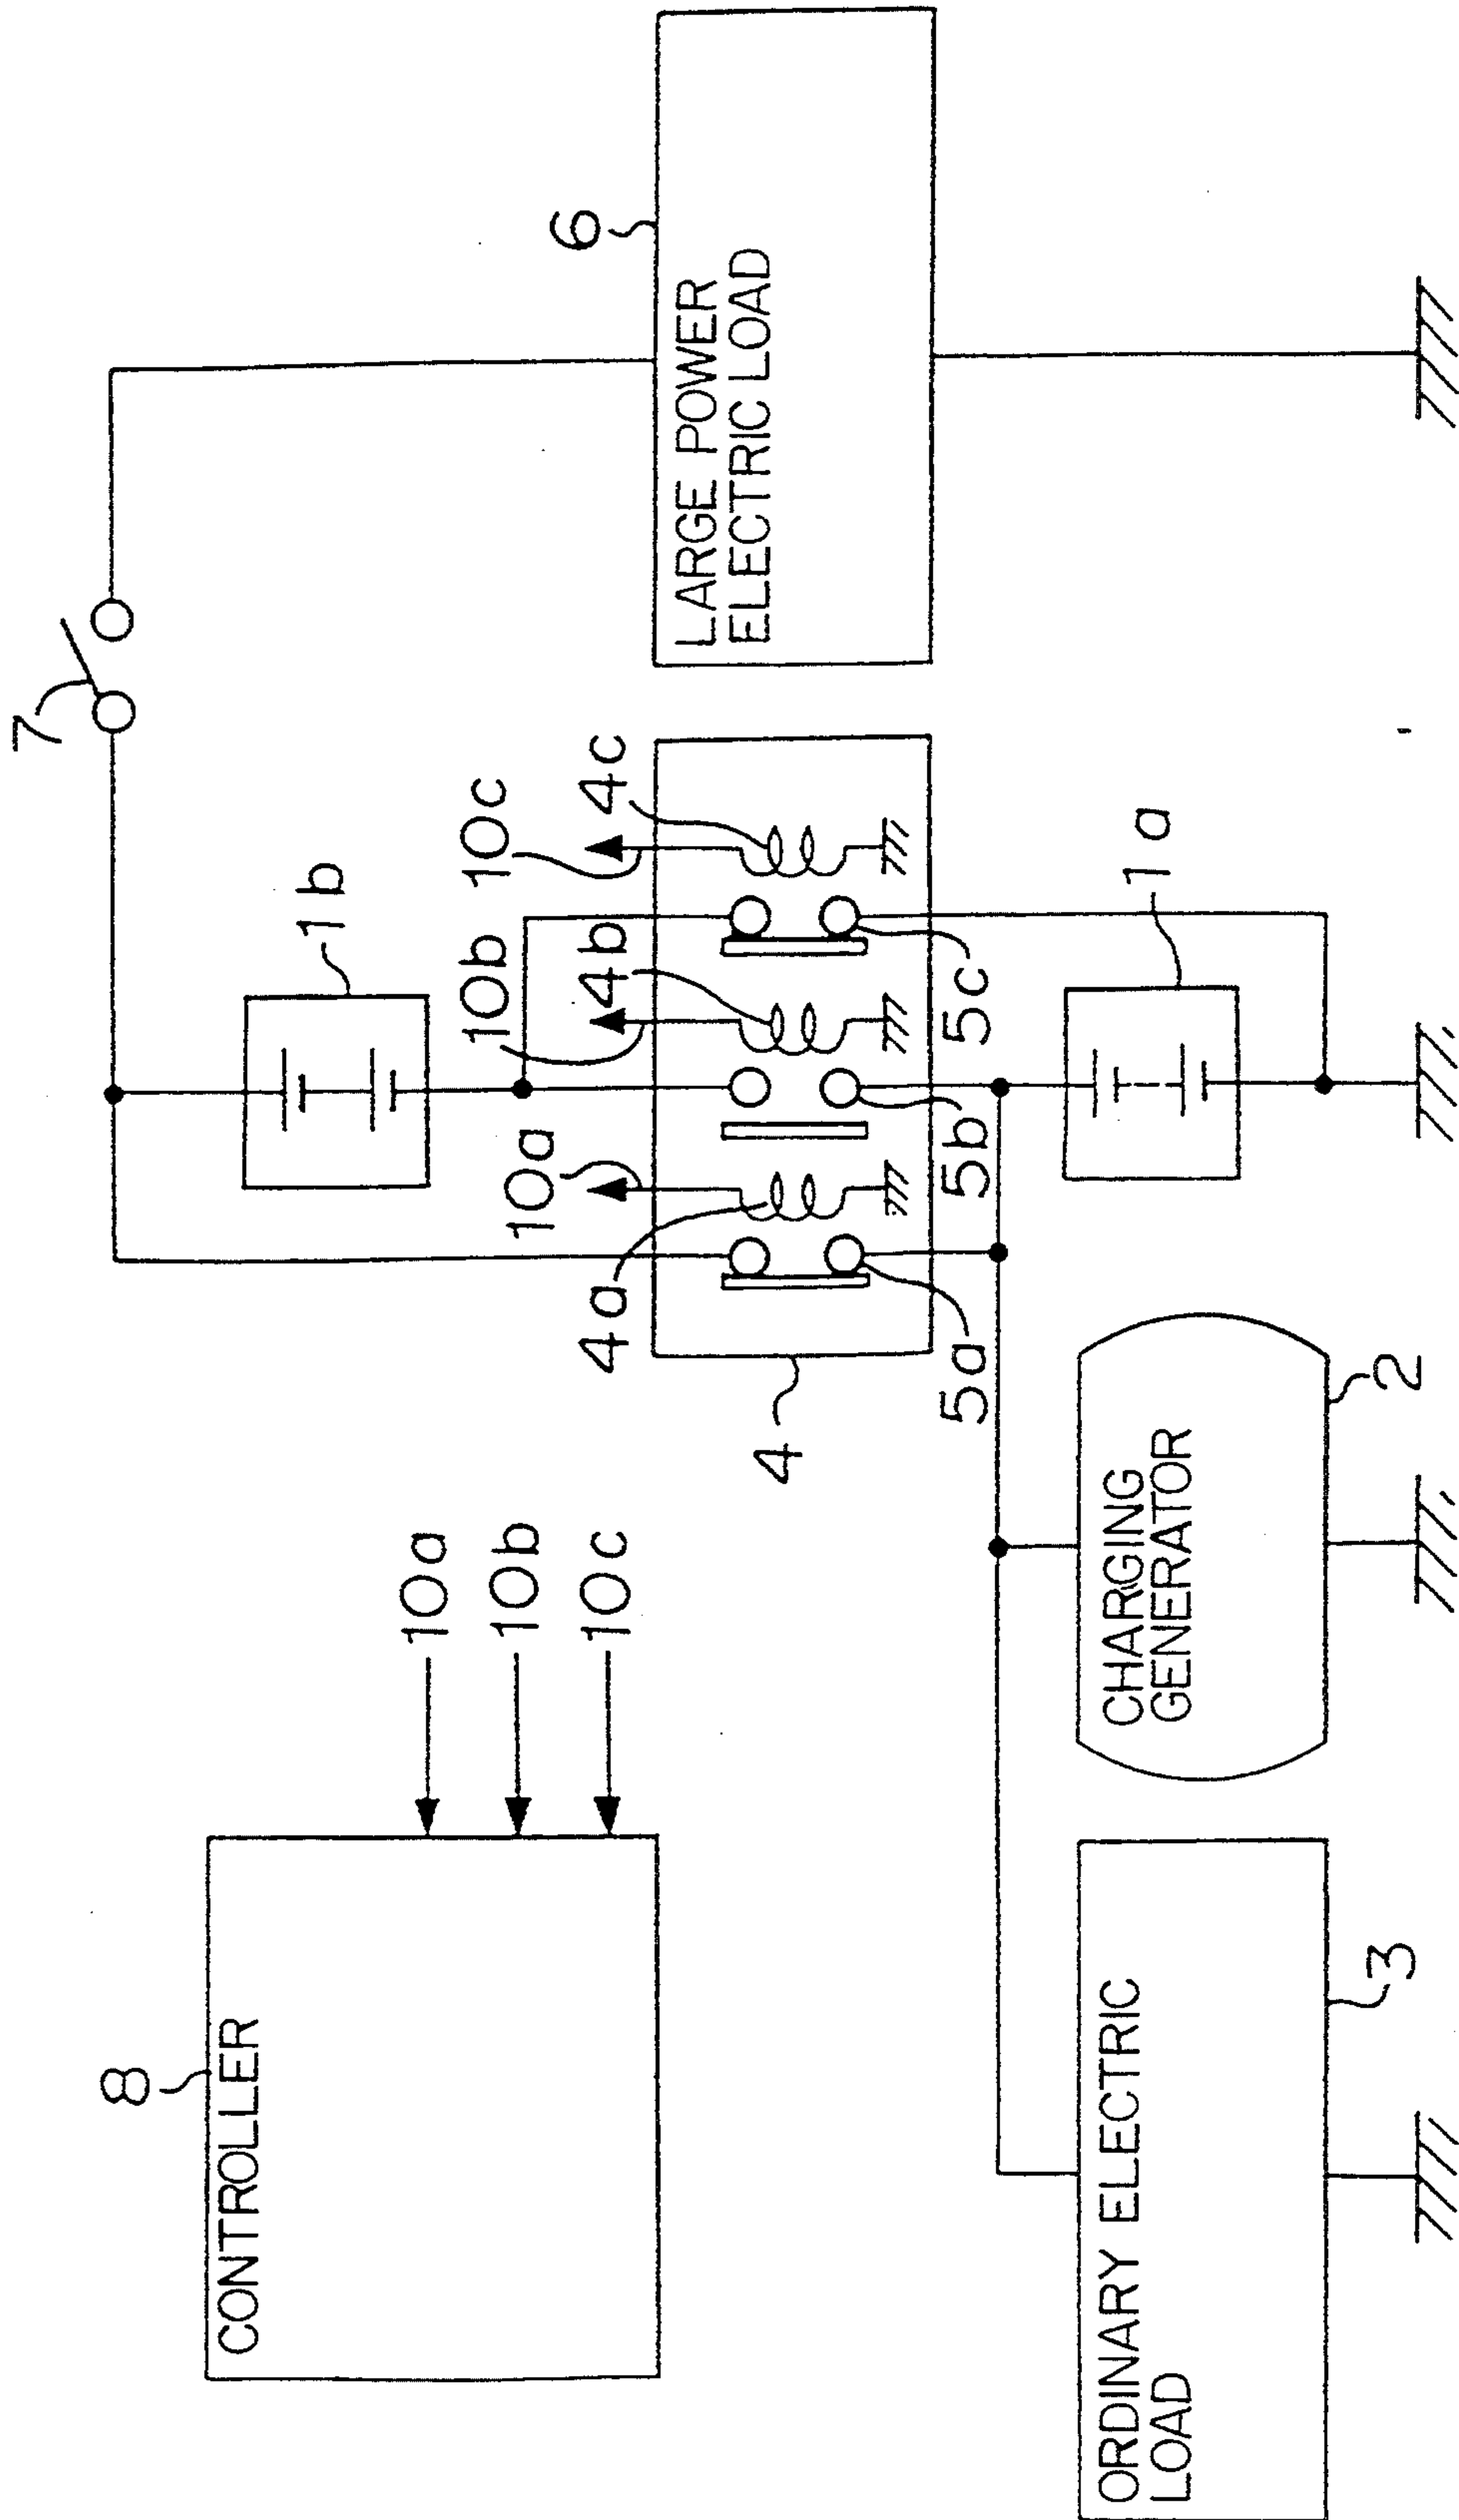 7
1b
10c
10b
10a
4c
4b
4a
6
LARGE POWER
ELECTRIC LOAD
4
5a
5b
5c
1a
8
CONTROLLER
10a
10b
10c
CHARGING
GENERATOR
2
ORDINARY ELECTRIC
LOAD
3